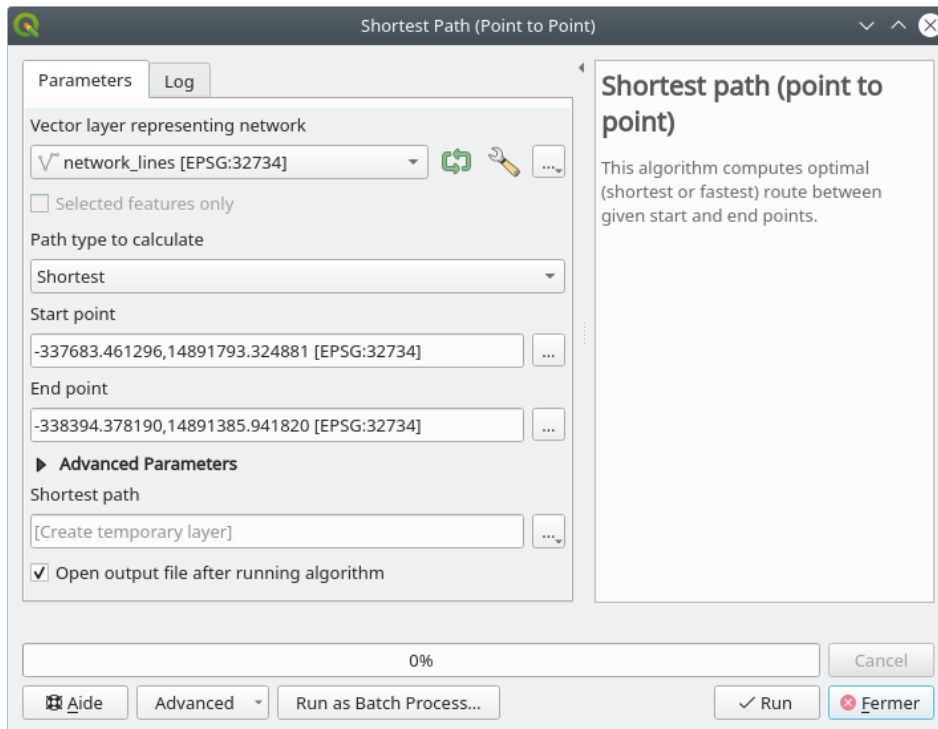 Shortest Path (Point to Point)
Parameters
Log
Vector layer representing network
network_lines [EPSG:32734]
...
Selected features only
Path type to calculate
Shortest
Start point
-337683.461296,14891793.324881 [EPSG:32734]
...
End point
-338394.378190,14891385.941820 [EPSG:32734]
...
Advanced Parameters
Shortest path
[Create temporary layer]
...
Open output file after running algorithm
Shortest path (point to
point)
This algorithm computes optimal
(shortest or fastest) route between
given start and end points.
0%
Cancel
Aide
Advanced
Run as Batch Process...
Run
Fermer